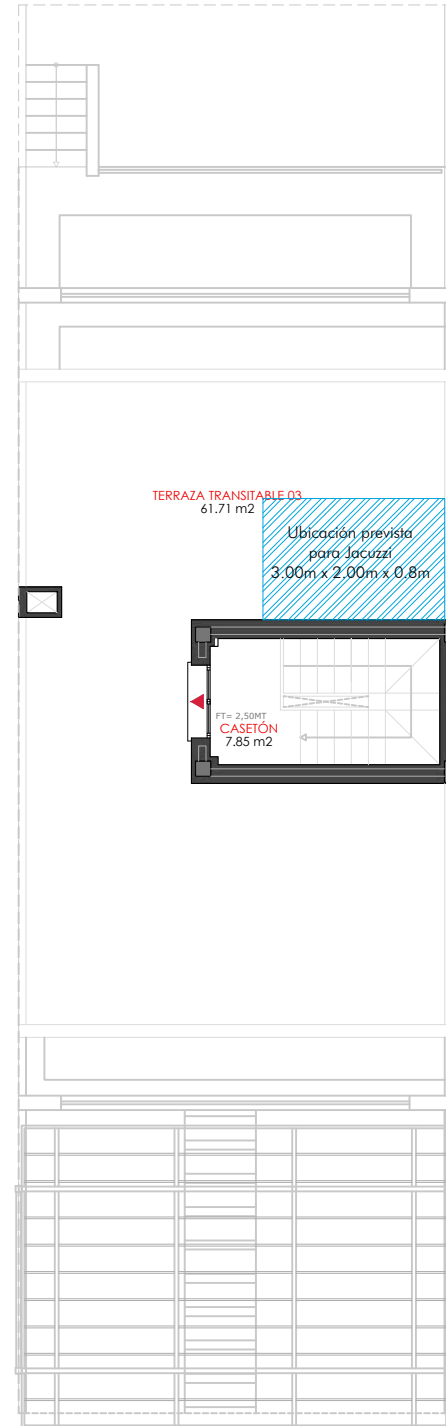 TERRAZA TRANSITABLE 03
61.71 m2
Ubicación prevista
para Jacuzzi
3.00m x 2.00m x 0.8m
FT= 2,50MT
CASETÓN
7.85 m2